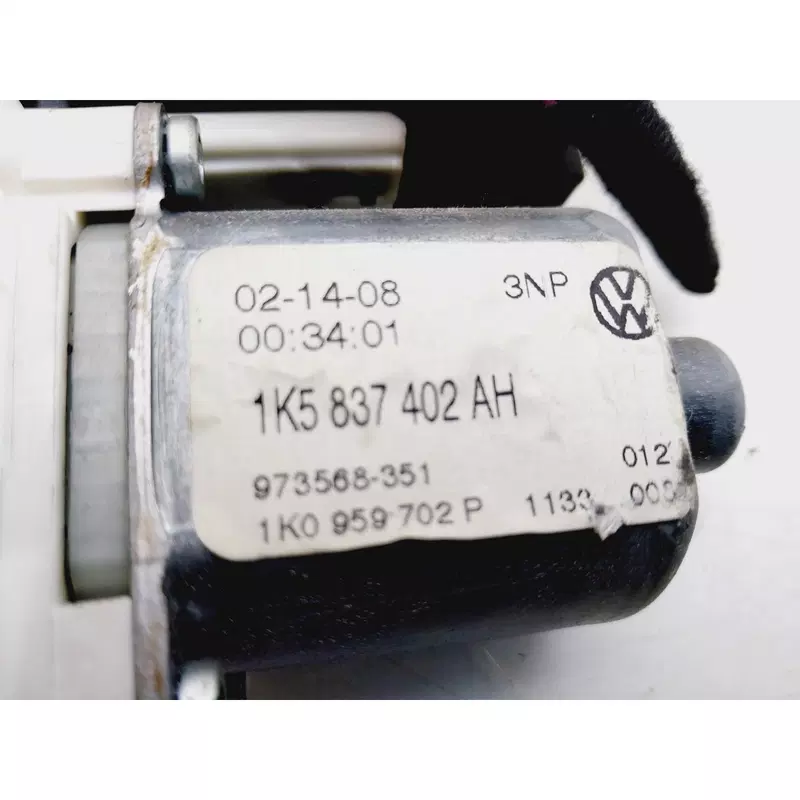 02-14-08 3NP
00:34:01
1K5 837 402 AH
973568-351 012
1K0 959 702 P 1133